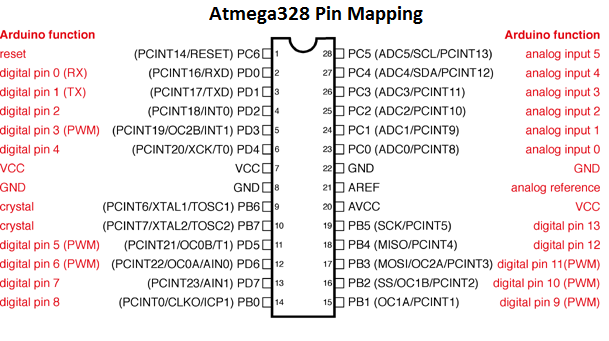 Atmega328 Pin Mapping
Arduino function Arduino function
reset (PCINT14/RESET) PC6 1 28 PC5 (ADC5/SCL/PCINT13) analog input 5
digital pin 0 (RX) (PCINT16/RXD) PD0 2 27 PC4 (ADC4/SDA/PCINT12) analog input 4
digital pin 1 (TX) (PCINT17/TXD) PD1 3 26 PC3 (ADC3/PCINT11) analog input 3
digital pin 2 (PCINT18/INT0) PD2 4 25 PC2 (ADC2/PCINT10) analog input 2
digital pin 3 (PWM) (PCINT19/OC2B/INT1) PD3 5 24 PC1 (ADC1/PCINT9) analog input 1
digital pin 4 (PCINT20/XCK/T0) PD4 6 23 PC0 (ADC0/PCINT8) analog input 0
VCC VCC 7 22 GND GND
GND GND 8 21 AREF analog reference
crystal (PCINT6/XTAL1/TOSC1) PB6 9 20 AVCC VCC
crystal (PCINT7/XTAL2/TOSC2) PB7 10 19 PB5 (SCK/PCINT5) digital pin 13
digital pin 5 (PWM) (PCINT21/OC0B/T1) PD5 11 18 PB4 (MISO/PCINT4) digital pin 12
digital pin 6 (PWM) (PCINT22/OC0A/AIN0) PD6 12 17 PB3 (MOSI/OC2A/PCINT3) digital pin 11(PWM)
digital pin 7 (PCINT23/AIN1) PD7 13 16 PB2 (SS/OC1B/PCINT2) digital pin 10 (PWM)
digital pin 8 (PCINT0/CLKO/ICP1) PB0 14 15 PB1 (OC1A/PCINT1) digital pin 9 (PWM)